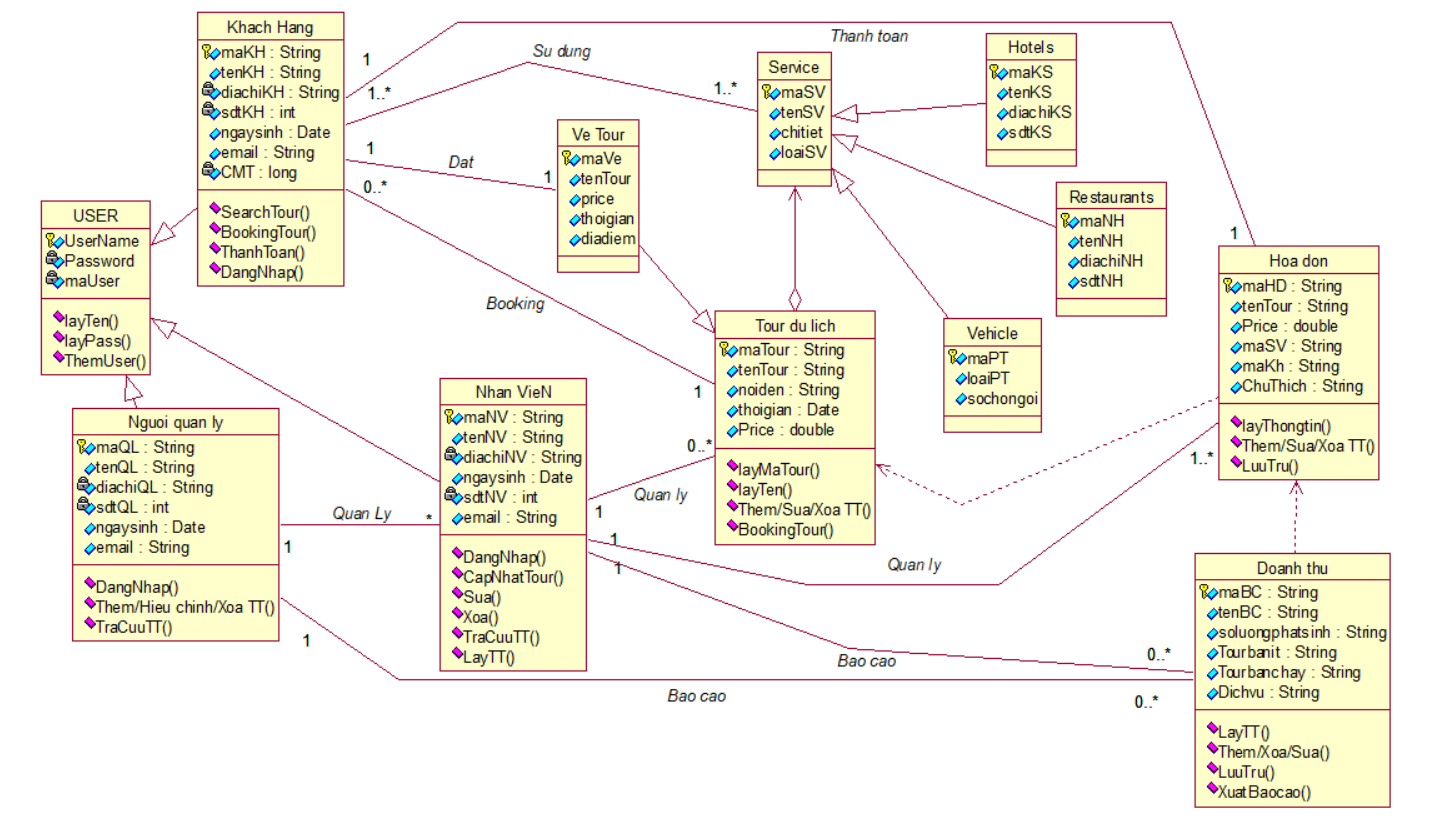 Khach Hang
maKH : String
tenKH : String
diachiKH : String
sdtKH : int
ngaysinh : Date
email : String
CMT : long
SearchTour()
BookingTour()
ThanhToan()
DangNhap()
USER
UserName
Password
maUser
layTen()
layPass()
ThemUser()
Nguoi quan ly
maQL : String
tenQL : String
diachiQL : String
sdtQL : int
ngaysinh : Date
email : String
DangNhap()
Them/Hieu chinh/Xoa TT()
TraCuuTT()
Nhan VieN
maNV : String
tenNV : String
diachiNV : String
ngaysinh : Date
sdtNV : int
email : String
DangNhap()
CapNhatTour()
Sua()
Xoa()
TraCuuTT()
LayTT()
Ve Tour
maVe
tenTour
price
thoigian
diadiem
Service
maSV
tenSV
chitiet
loaiSV
Hotels
maKS
tenKS
diachiKS
sdtKS
Restaurants
maNH
tenNH
diachiNH
sdtNH
Vehicle
maPT
loaiPT
sochongoi
Tour du lich
maTour : String
tenTour : String
noiden : String
thoigian : Date
Price : double
layMaTour()
layTen()
Them/Sua/Xoa TT()
BookingTour()
Hoa don
maHD : String
tenTour : String
Price : double
maSV : String
maKh : String
ChuThich : String
layThongtin()
Them/Sua/Xoa TT()
LuuTru()
Doanh thu
maBC : String
tenBC : String
soluongphatsinh : String
Tourbanit : String
Tourbanchay : String
Dichvu : String
LayTT()
Them/Xoa/Sua()
LuuTru()
XuatBaocao()
1
Thanh toan
1
1..*
Su dung
1..*
1
Dat
1
0..*
Booking
1
1
Quan Ly
*
1
Quan ly
0..*
1
Quan ly
1..*
1
Bao cao
0..*
1
Bao cao
0..*